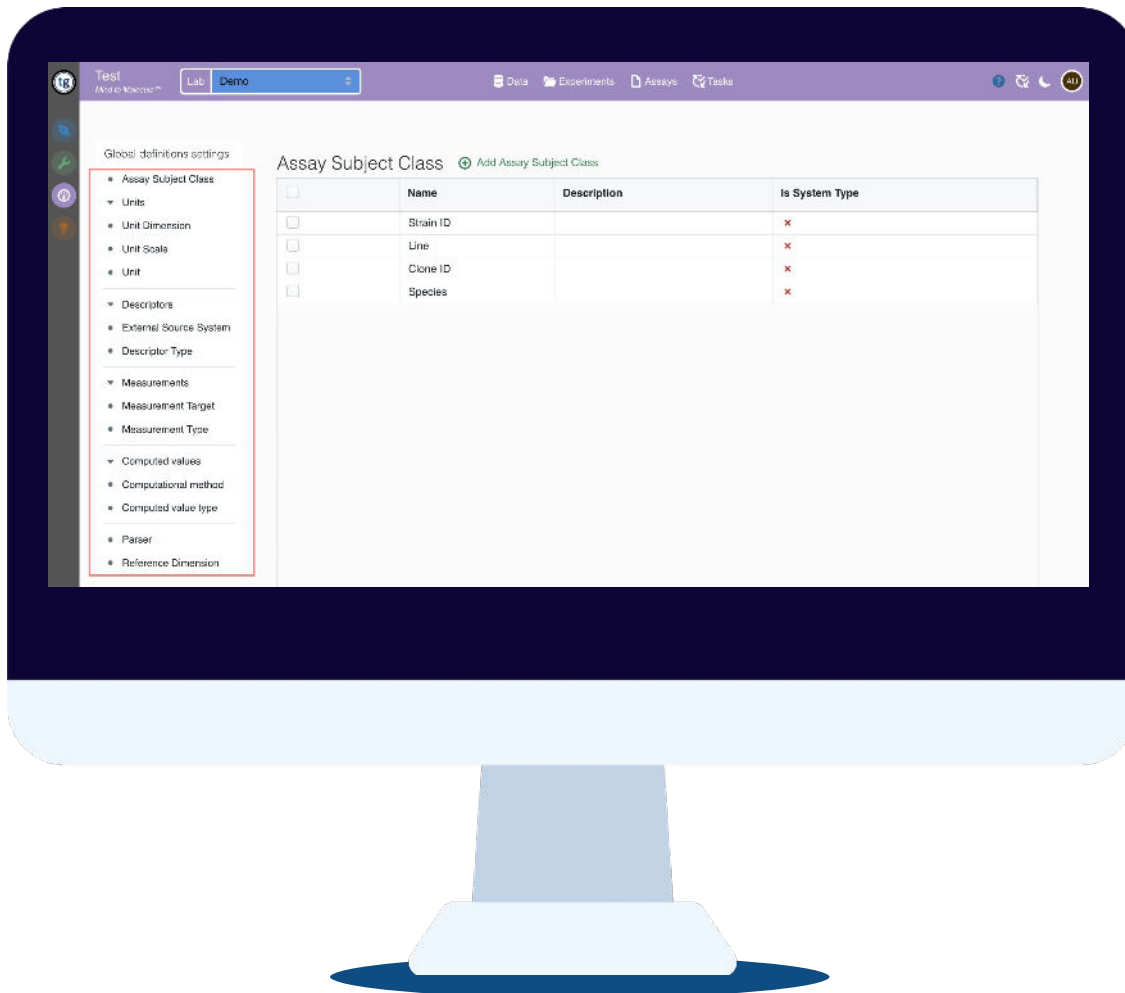 tg
Test
Lab Demo
Data Experiments Assays Tasks
?
AU
Global definitions settings
Assay Subject Class
Units
Unit Dimension
Unit Scale
Unit
Descriptors
External Source System
Descriptor Type
Measurements
Measurement Target
Measurement Type
Computed values
Computational method
Computed value type
Parser
Reference Dimension
Assay Subject Class Add Assay Subject Class
Name Description Is System Type
Strain ID
Line
Clone ID
Species